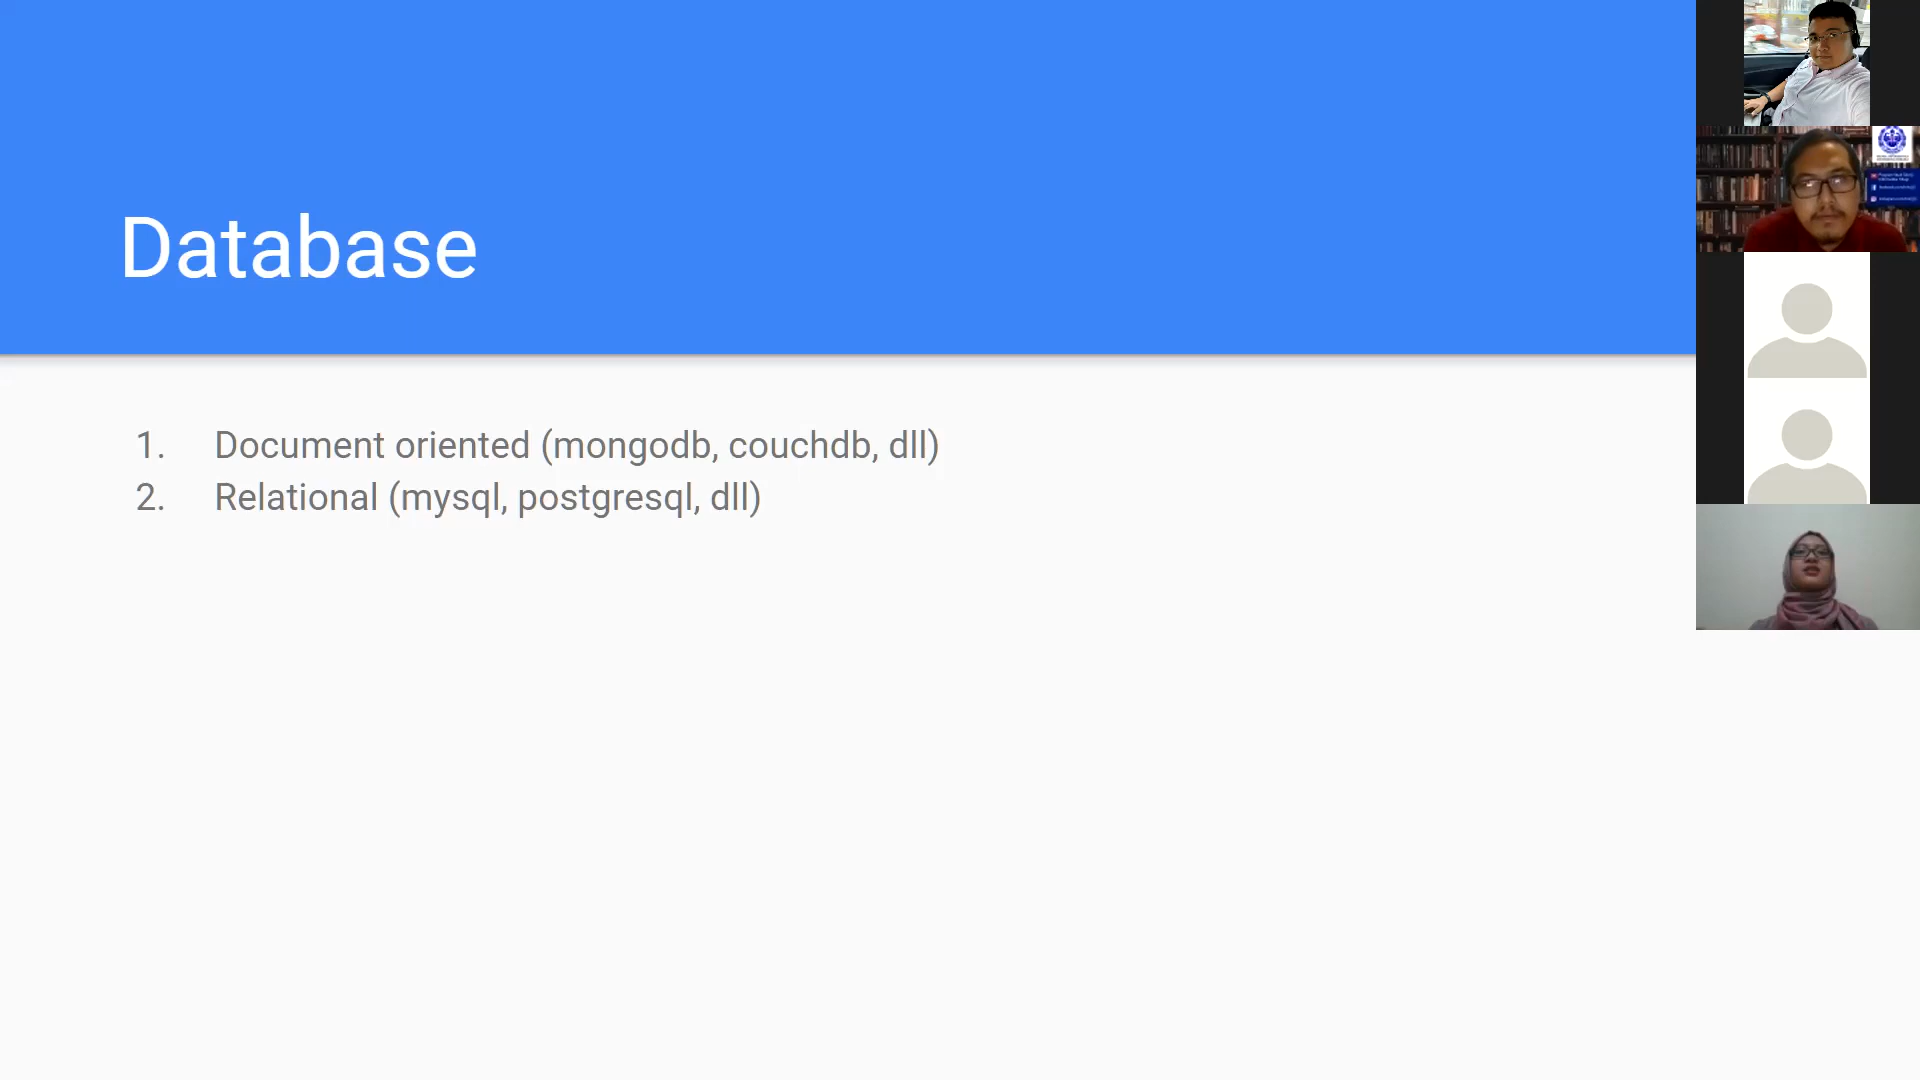 Database
1. Document oriented (mongodb, couchdb, dll)
2. Relational (mysql, postgresql, dll)